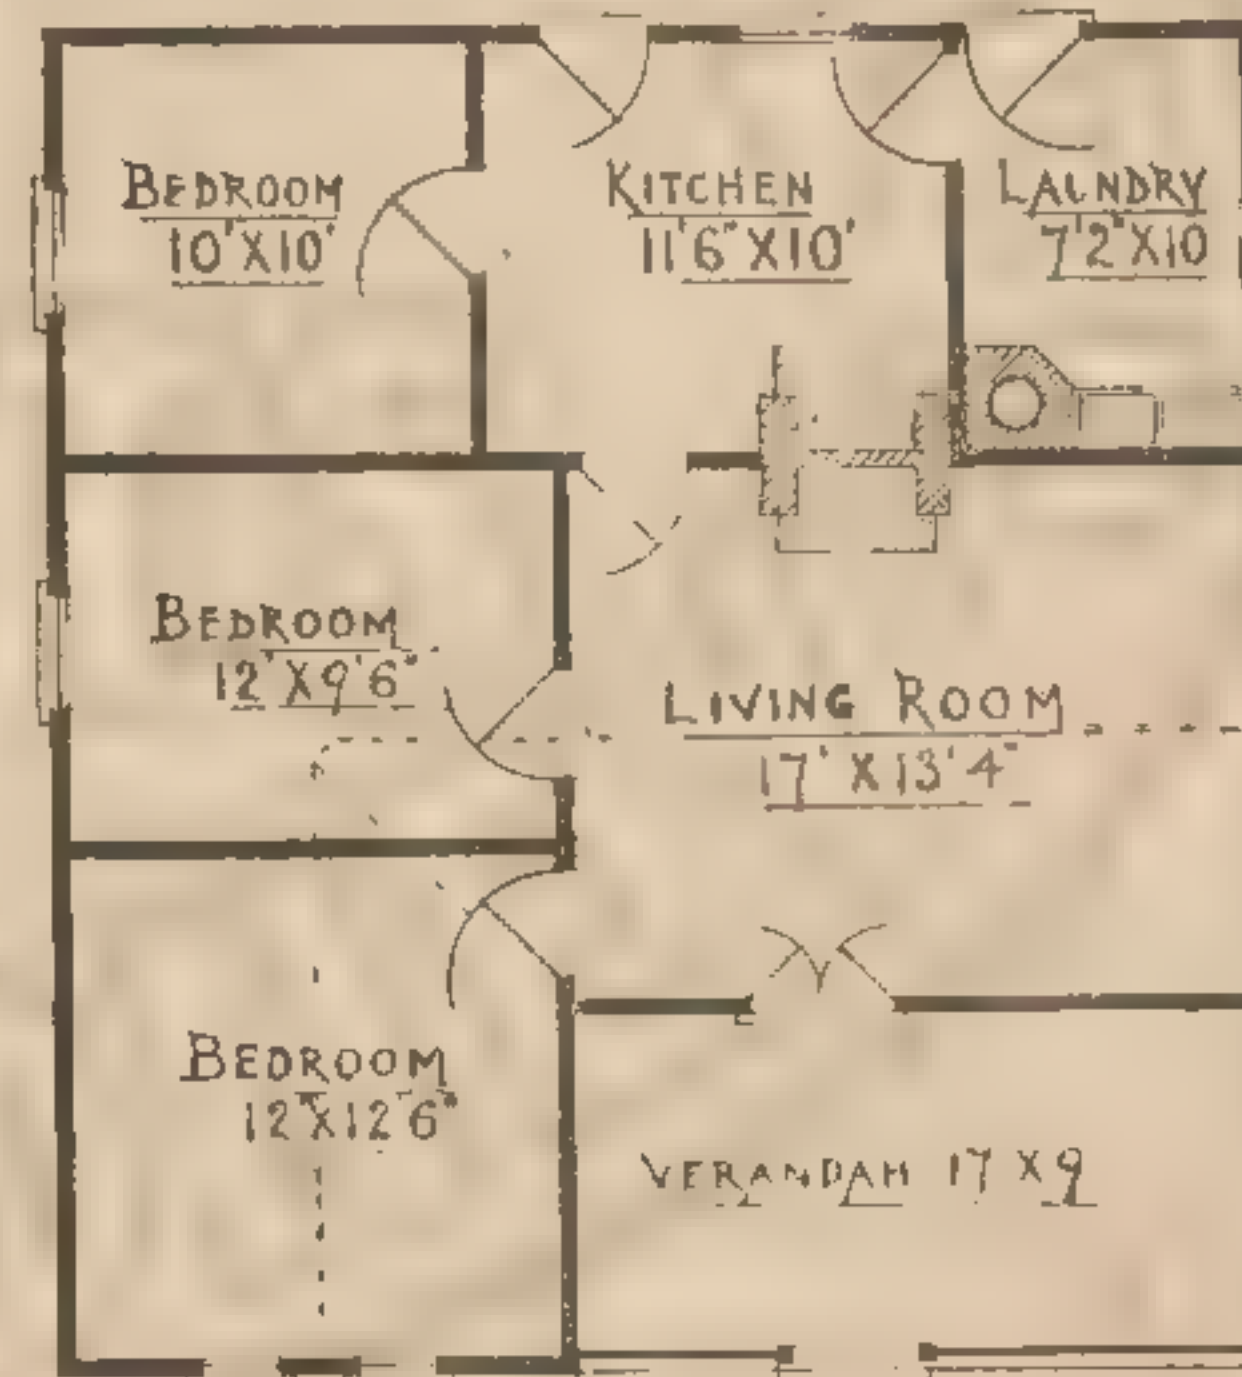 BEDROOM
10'X10'
KITCHEN
11'6"X10'
LAUNDRY
7'2"X10
BEDROOM
12'X9'6"
LIVING ROOM
17'X13'4"
BEDROOM
12"X12'6"
VERANDAH 17 X 9